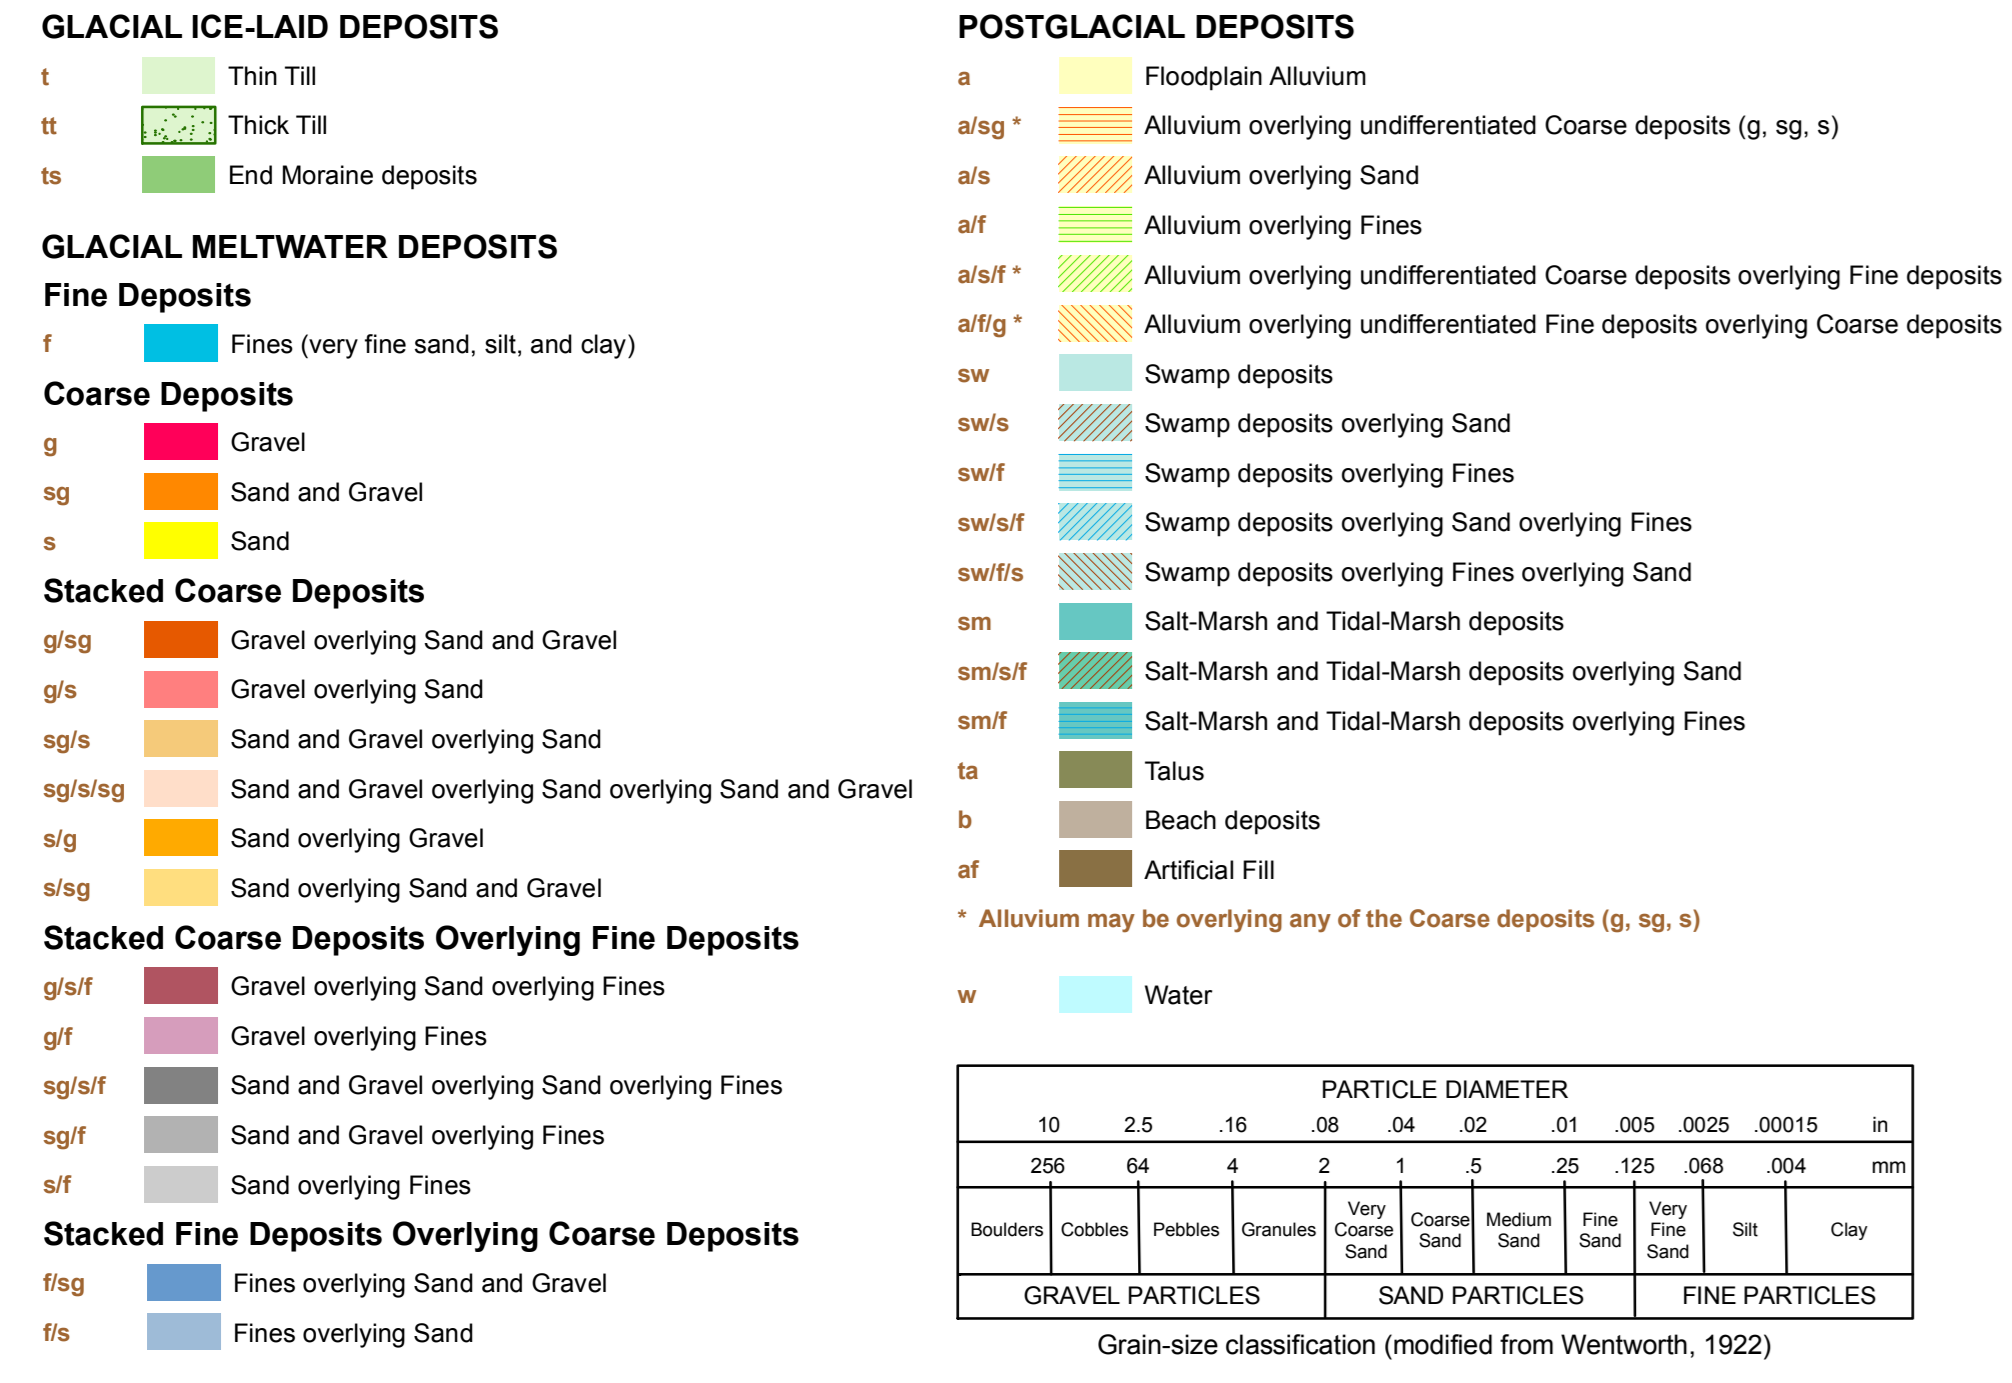 GLACIAL ICE-LAID DEPOSITS
t Thin Till
tt Thick Till
ts End Moraine deposits
GLACIAL MELTWATER DEPOSITS
Fine Deposits
f Fines (very fine sand, silt, and clay)
Coarse Deposits
g Gravel
sg Sand and Gravel
s Sand
Stacked Coarse Deposits
g/sg Gravel overlying Sand and Gravel
g/s Gravel overlying Sand
sg/s Sand and Gravel overlying Sand
sg/s/sg Sand and Gravel overlying Sand overlying Sand and Gravel
s/g Sand overlying Gravel
s/sg Sand overlying Sand and Gravel
Stacked Coarse Deposits Overlying Fine Deposits
g/s/f Gravel overlying Sand overlying Fines
g/f Gravel overlying Fines
sg/s/f Sand and Gravel overlying Sand overlying Fines
sg/f Sand and Gravel overlying Fines
s/f Sand overlying Fines
Stacked Fine Deposits Overlying Coarse Deposits
f/sg Fines overlying Sand and Gravel
f/s Fines overlying Sand
POSTGLACIAL DEPOSITS
a Floodplain Alluvium
a/sg * Alluvium overlying undifferentiated Coarse deposits (g, sg, s)
a/s Alluvium overlying Sand
a/f Alluvium overlying Fines
a/s/f * Alluvium overlying undifferentiated Coarse deposits overlying Fine deposits
a/f/g * Alluvium overlying undifferentiated Fine deposits overlying Coarse deposits
sw Swamp deposits
sw/s Swamp deposits overlying Sand
sw/f Swamp deposits overlying Fines
sw/s/f Swamp deposits overlying Sand overlying Fines
sw/f/s Swamp deposits overlying Fines overlying Sand
sm Salt-Marsh and Tidal-Marsh deposits
sm/s/f Salt-Marsh and Tidal-Marsh deposits overlying Sand
sm/f Salt-Marsh and Tidal-Marsh deposits overlying Fines
ta Talus
b Beach deposits
af Artificial Fill
* Alluvium may be overlying any of the Coarse deposits (g, sg, s)
w Water
PARTICLE DIAMETER
10 2.5 .16 .08 .04 .02 .01 .005 .0025 .00015 in
256 64 4 2 1 .5 .25 .125 .068 .004 mm
Boulders Cobbles Pebbles Granules Very Coarse Sand Coarse Sand Medium Sand Fine Sand Very Fine Sand Silt Clay
GRAVEL PARTICLES SAND PARTICLES FINE PARTICLES
Grain-size classification (modified from Wentworth, 1922)